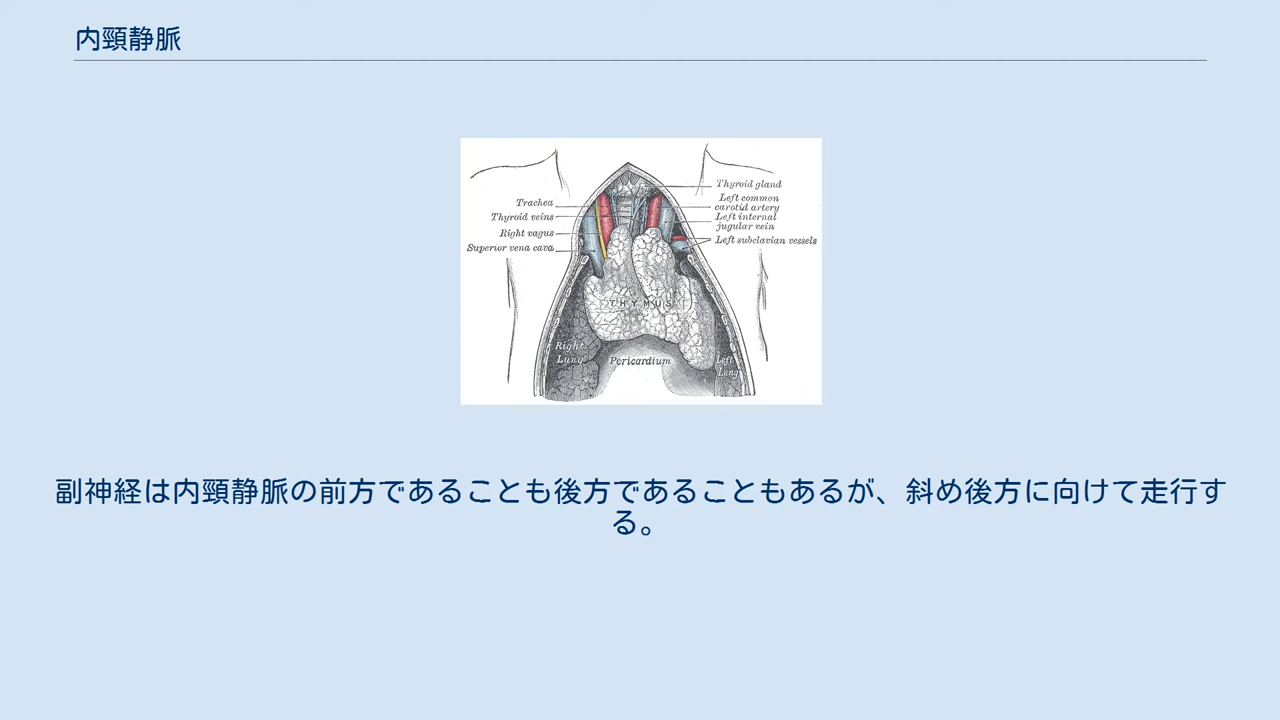 内頸静脈
Trachea
Thyroid veins
Right vagus
Superior vena cava
Thyroid gland
Left common
carotid artery
Left internal
jugular vein
Left subclavian vessels
THYMUS
Right
Lung
Pericardium
Left
Lung
副神経は内頸静脈の前方であることも後方であることもあるが、斜め後方に向けて走行す
る。